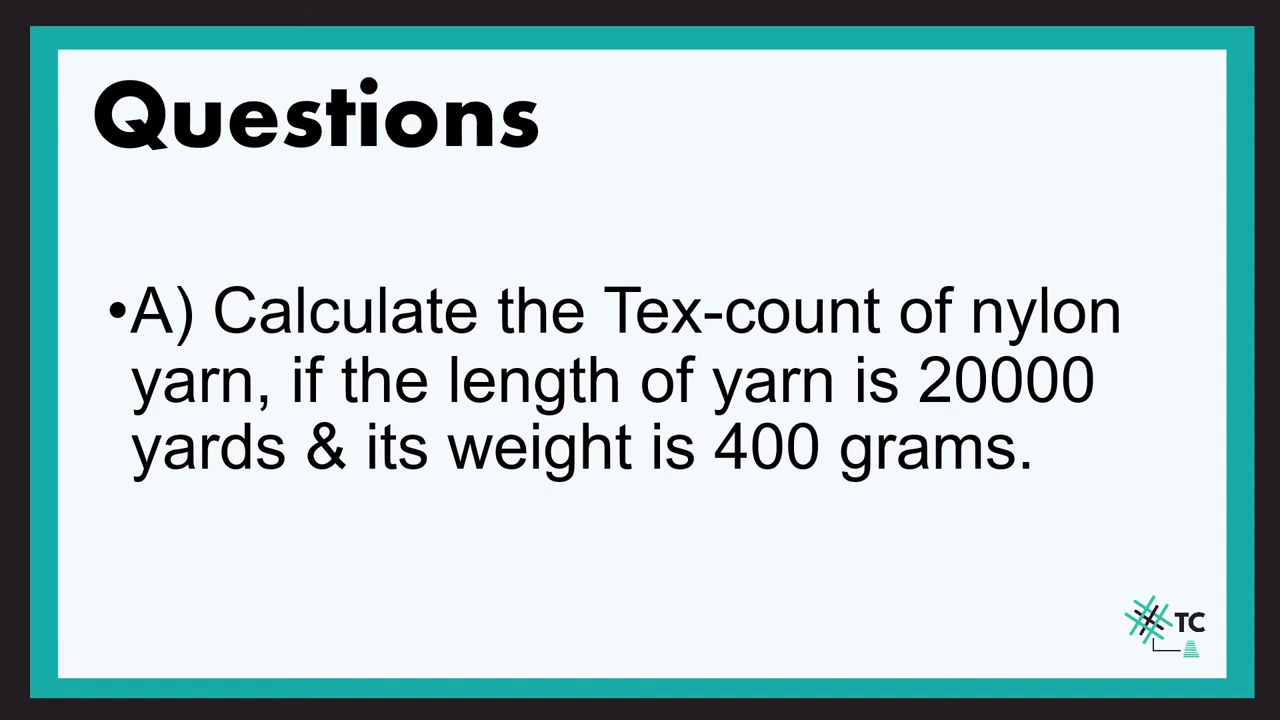 Questions
•A) Calculate the Tex-count of nylon
yarn, if the length of yarn is 20000
yards & its weight is 400 grams.
TC